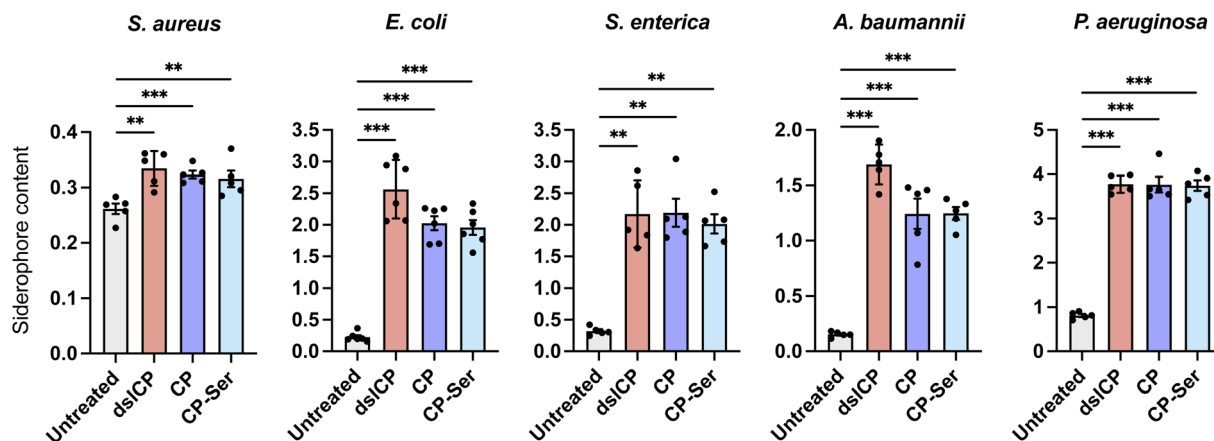 S. aureus
E. coli
S. enterica
A. baumannii
P. aeruginosa
Siderophore content
**
***
**
0.4
0.3
0.2
0.1
0.0
Untreated
dsICP
CP
CP-Ser
***
***
***
3.5
3.0
2.5
2.0
1.5
1.0
0.5
0.0
Untreated
dsICP
CP
CP-Ser
**
**
**
3.5
3.0
2.5
2.0
1.5
1.0
0.5
0.0
Untreated
dsICP
CP
CP-Ser
***
***
***
2.0
1.5
1.0
0.5
0.0
Untreated
dsICP
CP
CP-Ser
***
***
***
5
4
3
2
1
0
Untreated
dsICP
CP
CP-Ser